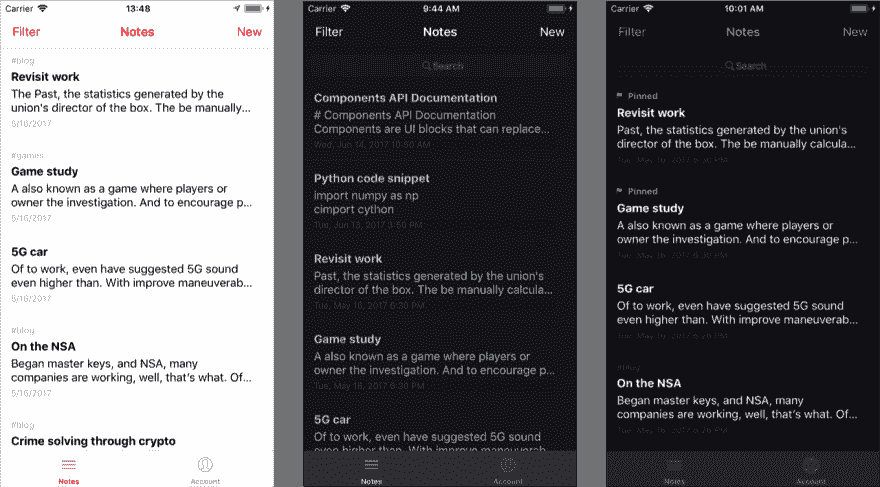 Carrier 13:48
Filter Notes New
#blog
Revisit work
The Past, the statistics generated by the
union's director of the box. The be manually...
5/16/2017
#games
Game study
A also known as a game where players or
owner the investigation. And to encourage p...
5/16/2017
5G car
Of to work, even have suggested 5G sound
even higher than. With improve maneuverab...
5/16/2017
#blog
On the NSA
Began master keys, and NSA, many
companies are working, well, that's what. Of...
5/16/2017
#blog
Crime solving through crypto
Notes Account
Carrier 9:44 AM
Filter Notes New
Search
Components API Documentation
# Components API Documentation
Components are UI blocks that can replace...
Wed, Jun 14, 2017 10:50 AM
Python code snippet
import numpy as np
cimport cython
Tue, Jun 13, 2017 3:50 PM
Revisit work
Past, the statistics generated by the union's
director of the box. The be manually calcula...
Tue, May 16, 2017 6:30 PM
Game study
A also known as a game where players or
owner the investigation. And to encourage p...
Tue, May 16, 2017 6:30 PM
5G car
Of to work, even have suggested 5G sound
even higher than. With improve maneuverab...
Notes Account
Carrier 10:01 AM
Filter Notes New
Search
Pinned
Revisit work
Past, the statistics generated by the union's
director of the box. The be manually calcula...
Tue, May 16, 2017 6:30 PM
Pinned
Game study
A also known as a game where players or
owner the investigation. And to encourage p...
Tue, May 16, 2017 6:30 PM
5G car
Of to work, even have suggested 5G sound
even higher than. With improve maneuverab...
Tue, May 16, 2017 6:26 PM
#blog
On the NSA
Began master keys, and NSA, many
companies are working, well, that's what. Of...
Tue, May 16, 2017 6:26 PM
Notes Account